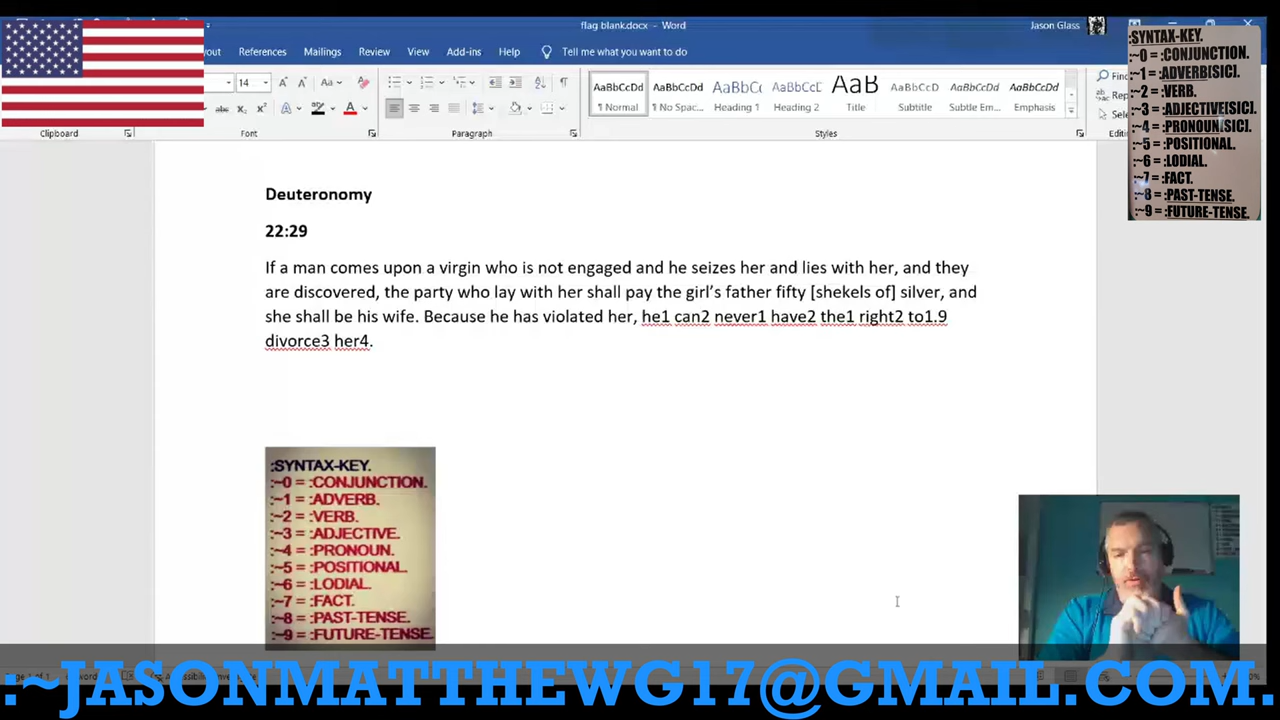 flag blank.docx - Word
Jason Glass
out References Mailings Review View Add-ins Help Tell me what you want to do
14
AaBbCcDd AaBbCcDd AaBbCc AaBbCcC AaB AaBbCcD AaBbCcDd AaBbCcDd
¶ Normal ¶ No Spac... Heading 1 Heading 2 Title Subtitle Subtle Em... Emphasis
Clipboard Font Paragraph Styles
:SYNTAX-KEY.
:~0 = :CONJUNCTION.
:~1 = :ADVERB[SIC].
:~2 = :VERB.
:~3 = :ADJECTIVE[SIC].
:~4 = :PRONOUN[SIC].
:~5 = :POSITIONAL.
:~6 = :LODIAL.
:~7 = :FACT.
:~8 = :PAST-TENSE.
:~9 = :FUTURE-TENSE.
Deuteronomy
22:29
If a man comes upon a virgin who is not engaged and he seizes her and lies with her, and they
are discovered, the party who lay with her shall pay the girl's father fifty [shekels of] silver, and
she shall be his wife. Because he has violated her, he1 can2 never1 have2 the1 right2 to1.9
divorce3 her4.
:SYNTAX-KEY.
:~0 = :CONJUNCTION.
:~1 = :ADVERB.
:~2 = :VERB.
:~3 = :ADJECTIVE.
:~4 = :PRONOUN.
:~5 = :POSITIONAL.
:~6 = :LODIAL.
:~7 = :FACT.
:~8 = :PAST-TENSE.
:~9 = :FUTURE-TENSE.
:~JASONMATTHEWG17@GMAIL.COM.